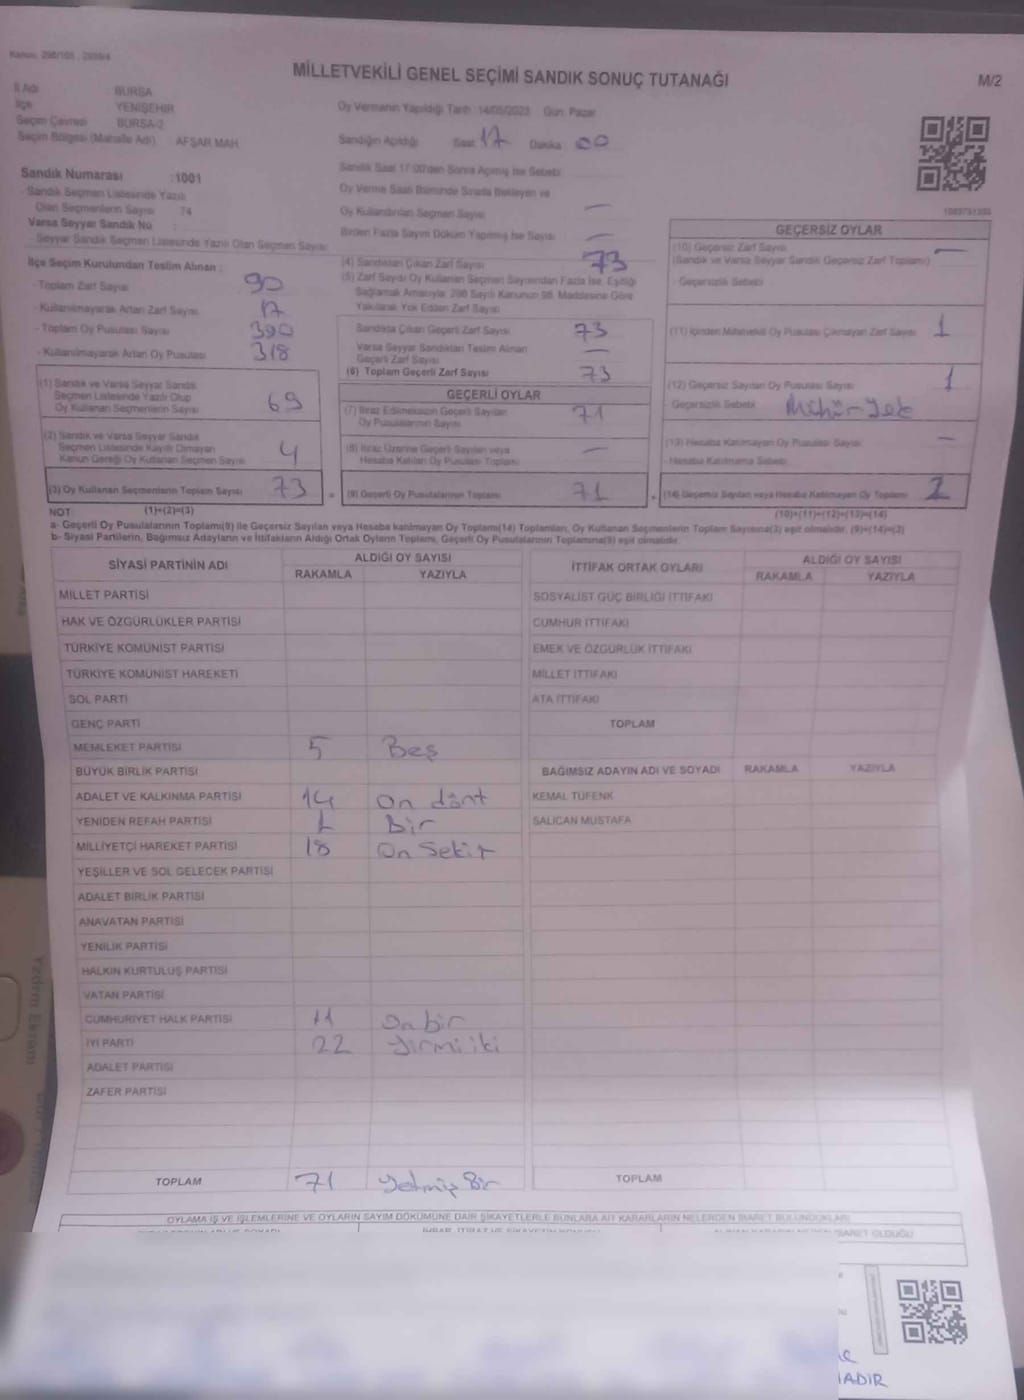 Kanun: 298/105 , 2839/4
MİLLETVEKİLİ GENEL SEÇİMİ SANDIK SONUÇ TUTANAĞI
M/2
İl Adı BURSA
İlçe YENİŞEHİR
Seçim Çevresi BURSA-2
Seçim Bölgesi (Mahalle Adı) AFŞAR MAH
Oy Vermenin Yapıldığı Tarih : 14/05/2023 Gün: Pazar
Sandığın Açıldığı Saat 17 Dakika 00
Sandık Saat 17:00'den Sonra Açılmış İse Sebebi
Oy Verme Saati Bitiminde Sırada Bekleyen ve
Oy Kullandırılan Seçmen Sayısı —
Birden Fazla Sayım Döküm Yapılmış İse Sayısı —
Sandık Numarası :1001
- Sandık Seçmen Listesinde Yazılı
Olan Seçmenlerin Sayısı 74
Varsa Seyyar Sandık No :
- Seyyar Sandık Seçmen Listesinde Yazılı Olan Seçmen Sayısı
İlçe Seçim Kurulundan Teslim Alınan :
- Toplam Zarf Sayısı 90
- Kullanılmayarak Artan Zarf Sayısı 17
- Toplam Oy Pusulası Sayısı 390
- Kullanılmayarak Artan Oy Pusulası 318
(1) Sandık ve Varsa Seyyar Sandık
Seçmen Listesinde Yazılı Olup
Oy Kullanan Seçmenlerin Sayısı 69
(2) Sandık ve Varsa Seyyar Sandık
Seçmen Listesinde Kayıtlı Olmayan
Kanun Gereği Oy Kullanan Seçmen Sayısı 4
(3) Oy Kullanan Seçmenlerin Toplam Sayısı 73
(4) Sandıktan Çıkan Zarf Sayısı 73
(5) Zarf Sayısı Oy Kullanan Seçmen Sayısından Fazla İse, Eşitliği
Sağlamak Amacıyla; 298 Sayılı Kanunun 98. Maddesine Göre
Yakılarak Yok Edilen Zarf Sayısı
Sandıkta Çıkan Geçerli Zarf Sayısı 73
Varsa Seyyar Sandıktan Teslim Alınan
Geçerli Zarf Sayısı —
(6) Toplam Geçerli Zarf Sayısı 73
GEÇERLİ OYLAR
(7) İtiraz Edilmeksizin Geçerli Sayılan
Oy Pusulalarının Sayısı 71
(8) İtiraz Üzerine Geçerli Sayılan veya
Hesaba Katılan Oy Pusulası Toplamı —
(9) Geçerli Oy Pusulalarının Toplamı 71
GEÇERSİZ OYLAR
(10) Geçersiz Zarf Sayısı —
(Sandık ve Varsa Seyyar Sandık Geçersiz Zarf Toplamı)
- Geçersizlik Sebebi
(11) İçinden Milletvekili Oy Pusulası Çıkmayan Zarf Sayısı 1
(12) Geçersiz Sayılan Oy Pusulası Sayısı 1
- Geçersizlik Sebebi Mühür Yok
(13) Hesaba Katılmayan Oy Pusulası Sayısı —
- Hesaba Katılmama Sebebi
(14) Geçersiz Sayılan veya Hesaba Katılmayan Oy Toplamı 2
NOT: (1)+(2)=(3)
(10)+(11)+(12)+(13)=(14)
a- Geçerli Oy Pusulalarının Toplamı(9) ile Geçersiz Sayılan veya Hesaba katılmayan Oy Toplamı(14) Toplamları, Oy Kullanan Seçmenlerin Toplam Sayısına(3) eşit olmalıdır. (9)+(14)=(3)
b- Siyasi Partilerin, Bağımsız Adayların ve İttifakların Aldığı Ortak Oyların Toplamı, Geçerli Oy Pusulalarının Toplamına(9) eşit olmalıdır.
SİYASİ PARTİNİN ADI ALDIĞI OY SAYISI
RAKAMLA YAZIYLA
MİLLET PARTİSİ
HAK VE ÖZGÜRLÜKLER PARTİSİ
TÜRKİYE KOMÜNİST PARTİSİ
TÜRKİYE KOMÜNİST HAREKETİ
SOL PARTİ
GENÇ PARTİ
MEMLEKET PARTİSİ 5 Beş
BÜYÜK BİRLİK PARTİSİ
ADALET VE KALKINMA PARTİSİ 14 On dört
YENİDEN REFAH PARTİSİ 1 Bir
MİLLİYETÇİ HAREKET PARTİSİ 18 On Sekiz
YEŞİLLER VE SOL GELECEK PARTİSİ
ADALET BİRLİK PARTİSİ
ANAVATAN PARTİSİ
YENİLİK PARTİSİ
HALKIN KURTULUŞ PARTİSİ
VATAN PARTİSİ
CUMHURİYET HALK PARTİSİ 11 On bir
İYİ PARTİ 22 Yirmi iki
ADALET PARTİSİ
ZAFER PARTİSİ
TOPLAM 71 Yetmiş Bir
İTTİFAK ORTAK OYLARI ALDIĞI OY SAYISI
RAKAMLA YAZIYLA
SOSYALİST GÜÇ BİRLİĞİ İTTİFAKI
CUMHUR İTTİFAKI
EMEK VE ÖZGÜRLÜK İTTİFAKI
MİLLET İTTİFAKI
ATA İTTİFAKI
TOPLAM
BAĞIMSIZ ADAYIN ADI VE SOYADI RAKAMLA YAZIYLA
KEMAL TÜFENK
SALİCAN MUSTAFA
TOPLAM
OYLAMA İŞ VE İŞLEMLERİNE VE OYLARIN SAYIM DÖKÜMÜNE DAİR ŞİKAYETLERLE BUNLARA AİT KARARLARIN NELERDEN İBARET BULUNDUKLARI